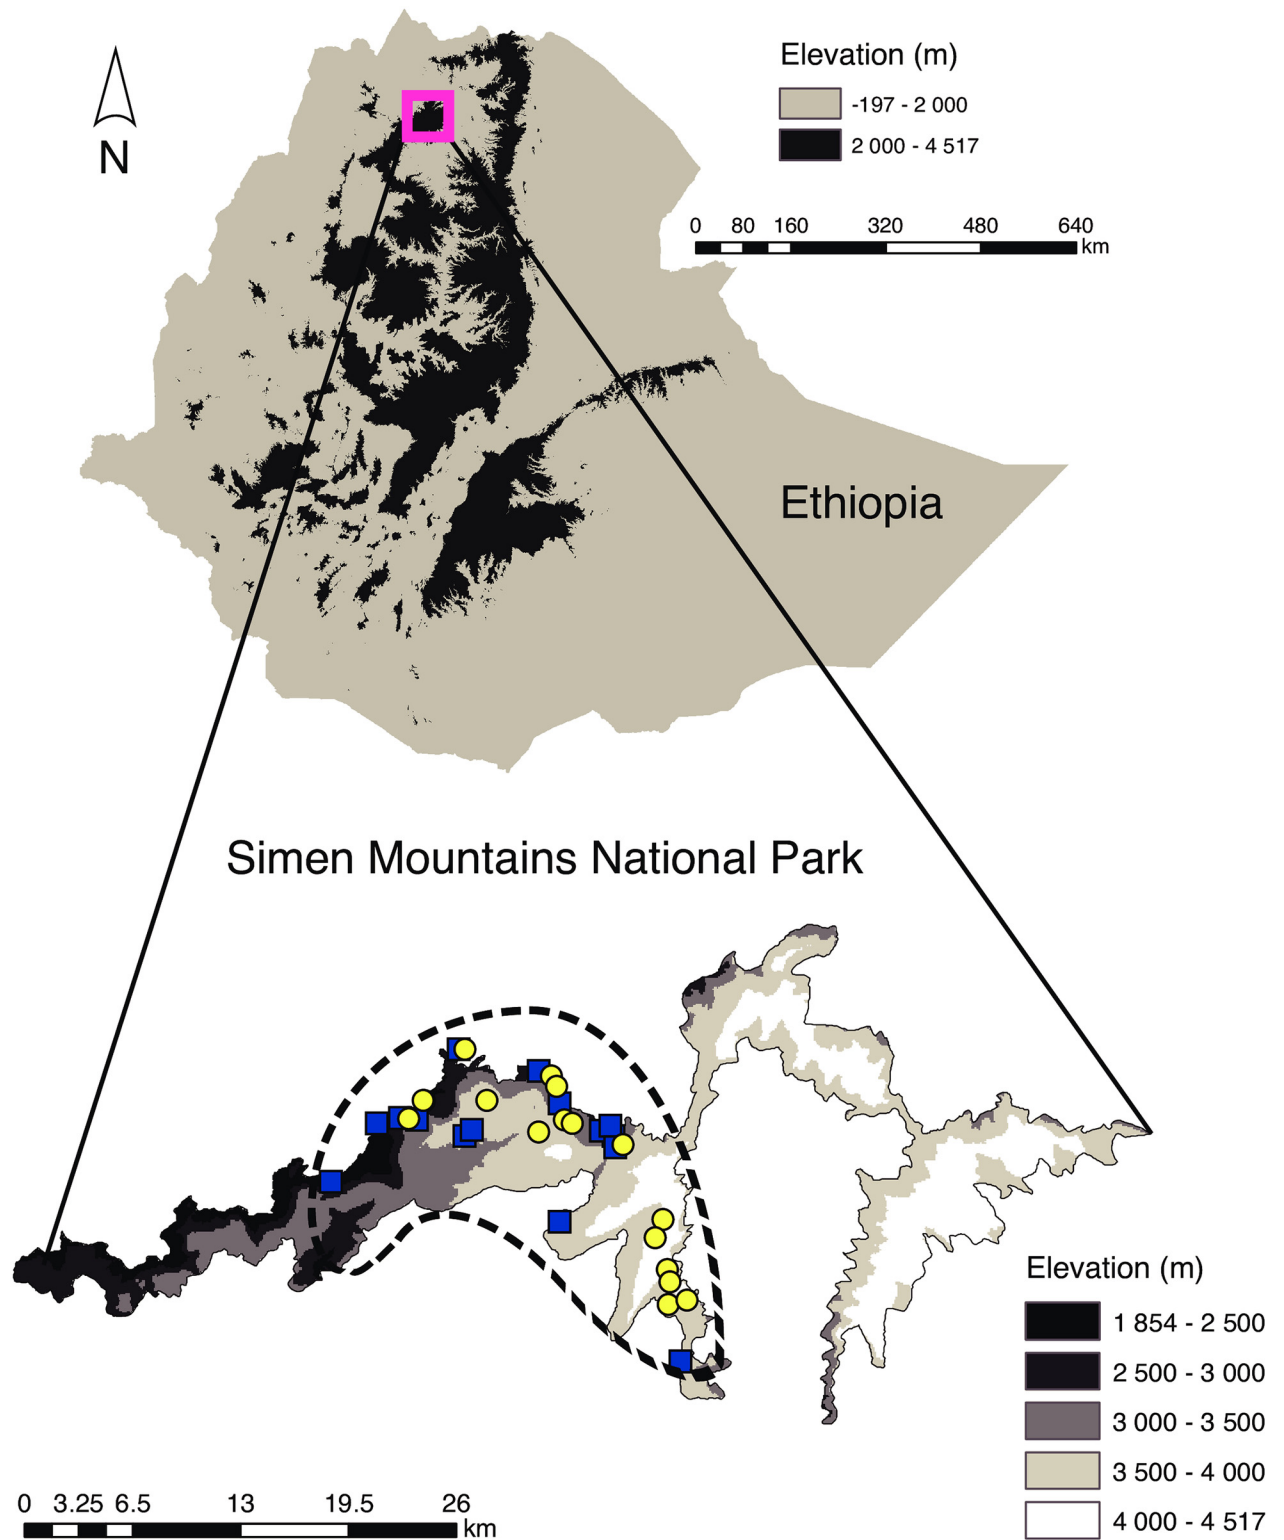 Elevation (m)
-197 - 2 000
2 000 - 4 517
N
0 80 160 320 480 640
km
Ethiopia
Simen Mountains National Park
Elevation (m)
1 854 - 2 500
2 500 - 3 000
3 000 - 3 500
3 500 - 4 000
4 000 - 4 517
0 3.25 6.5 13 19.5 26
km